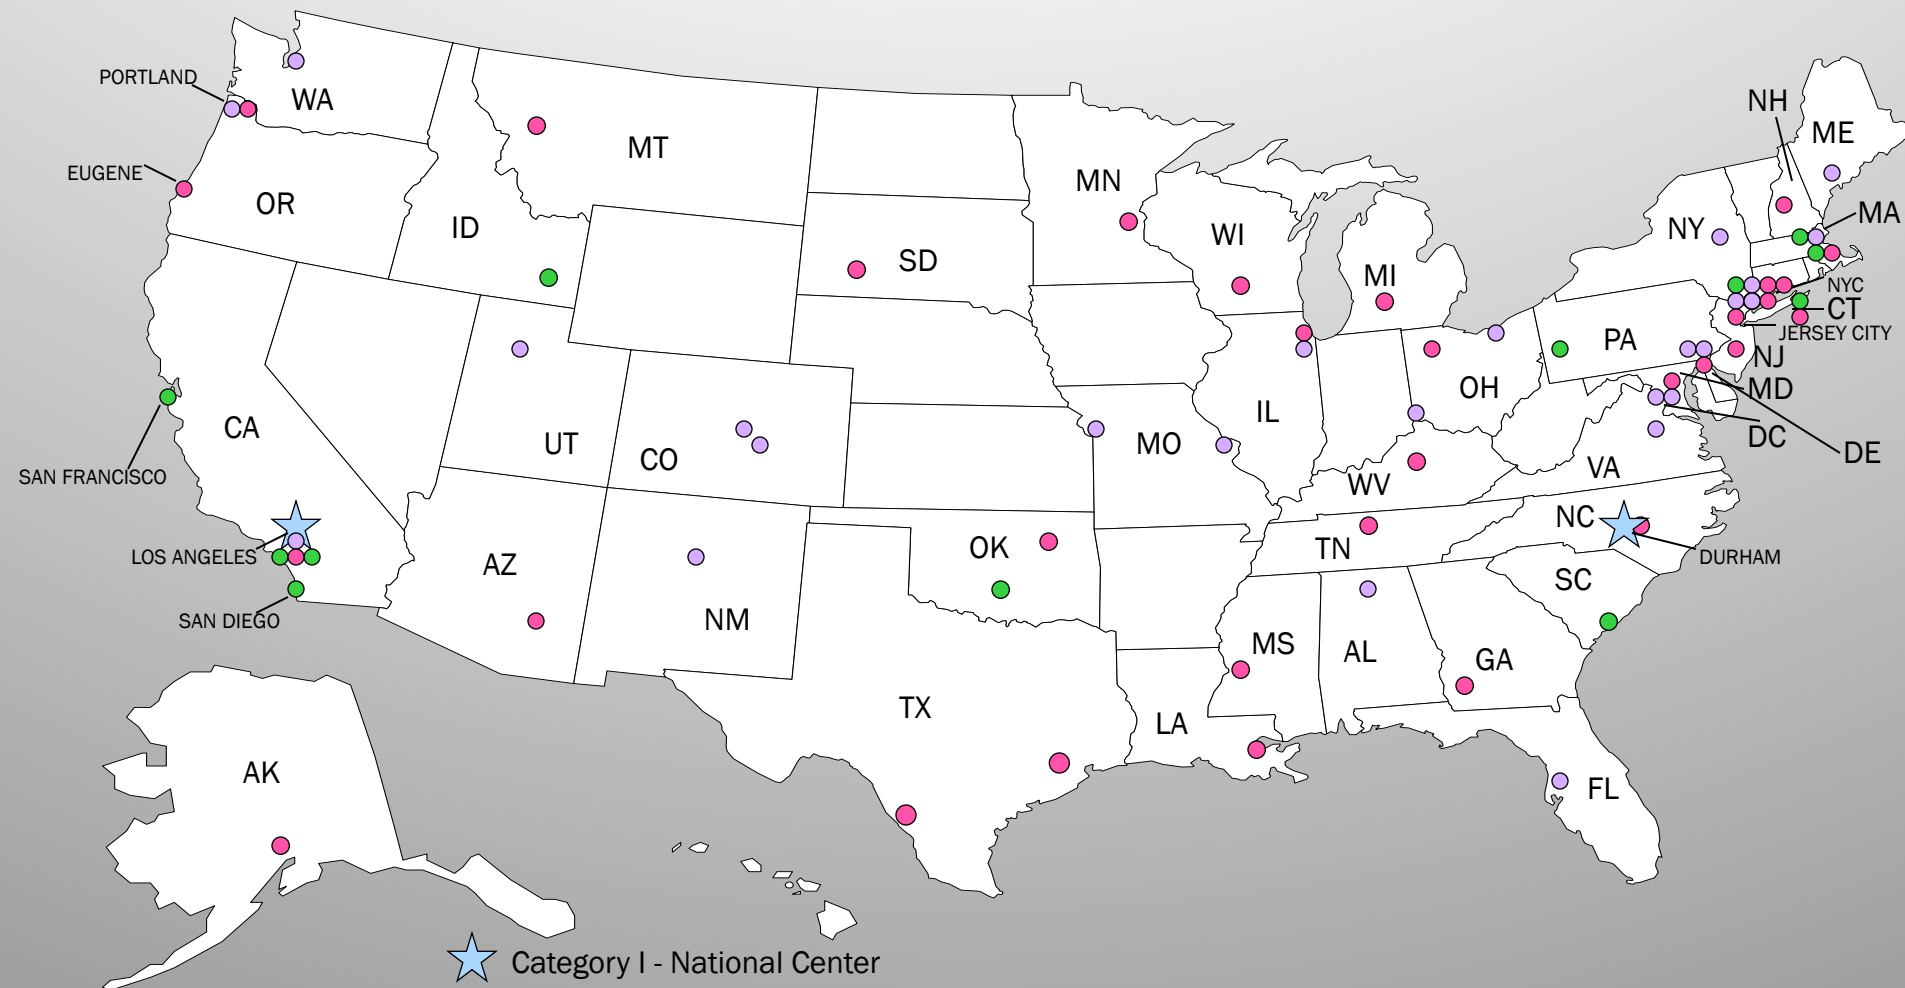 NH
PORTLAND
WA
ME
MT
EUGENE
MN
OR
MA
ID
NY
WI
SD
MI
NYC
CT
JERSEY CITY
PA
NJ
OH
MD
IL
CA
DC
UT
MO
DE
CO
VA
SAN FRANCISCO
WV
NC
OK
TN
LOS ANGELES
DURHAM
AZ
SC
NM
SAN DIEGO
MS
AL
GA
TX
LA
AK
FL
Category I - National Center